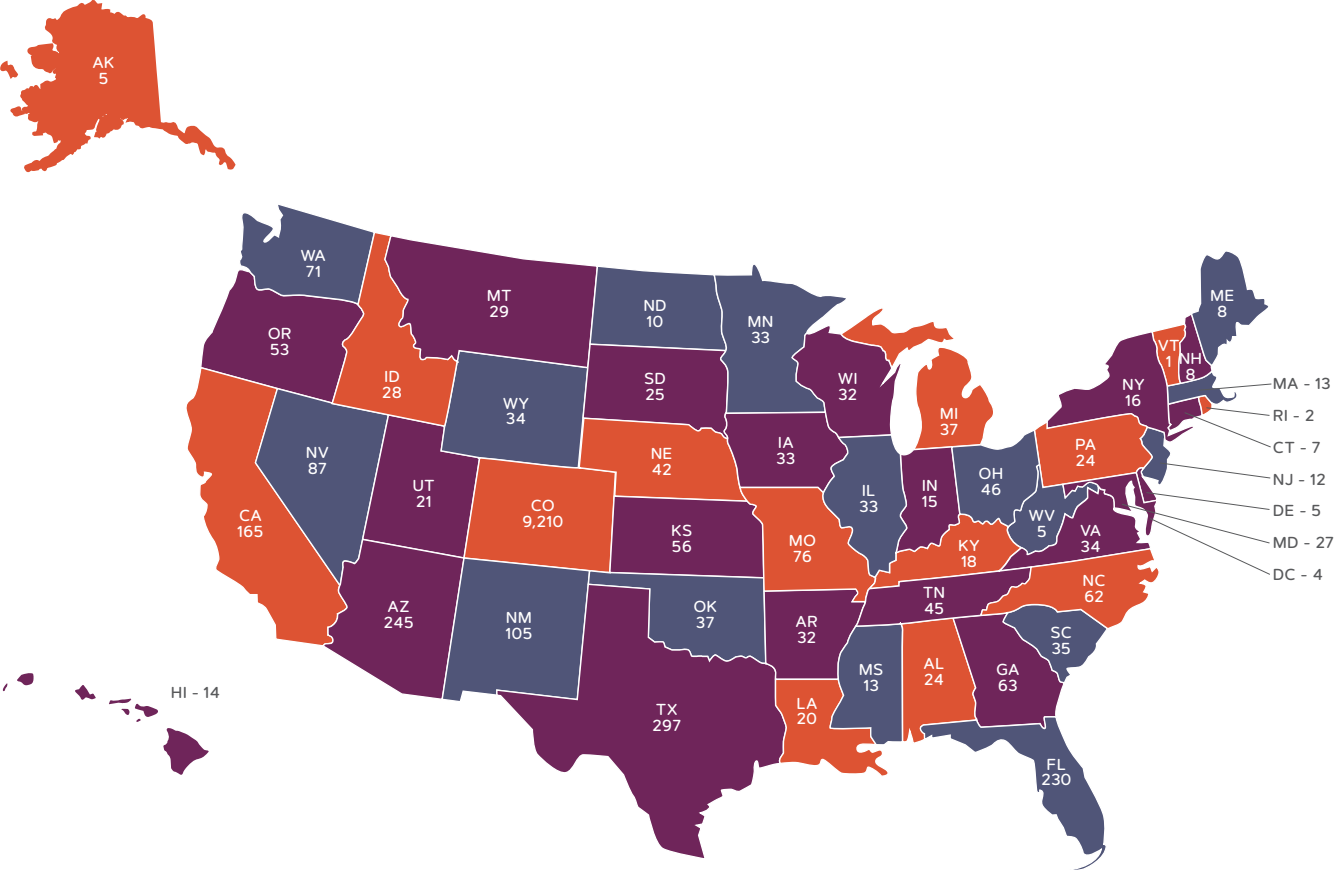 AK
5
WA
71
MT
29
ND
10
MN
33
ME
8
OR
53
ID
28
WY
34
SD
25
WI
32
MI
37
NY
16
VT
1
NH
8
MA - 13
RI - 2
CT - 7
NJ - 12
DE - 5
MD - 27
DC - 4
NV
87
UT
21
CO
9,210
NE
42
IA
33
IL
33
IN
15
OH
46
PA
24
WV
5
VA
34
CA
165
KS
56
MO
76
KY
18
NC
62
TN
45
SC
35
AZ
245
NM
105
OK
37
AR
32
MS
13
AL
24
GA
63
HI - 14
TX
297
LA
20
FL
230